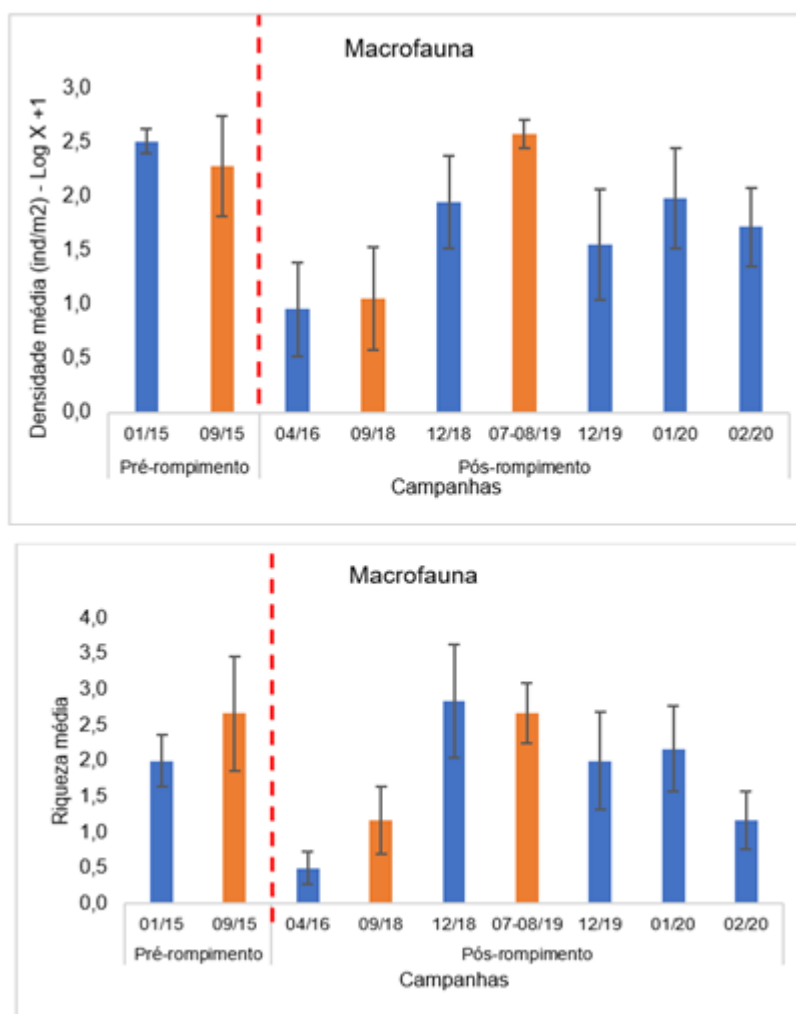 Macrofauna
Densidade média (ind/m2) - Log X +1
3,0
2,5
2,0
1,5
1,0
0,5
0,0
01/15 09/15 04/16 09/18 12/18 07-08/19 12/19 01/20 02/20
Pré-rompimento Pós-rompimento
Campanhas
Macrofauna
Riqueza média
4,0
3,5
3,0
2,5
2,0
1,5
1,0
0,5
0,0
01/15 09/15 04/16 09/18 12/18 07-08/19 12/19 01/20 02/20
Pré-rompimento Pós-rompimento
Campanhas